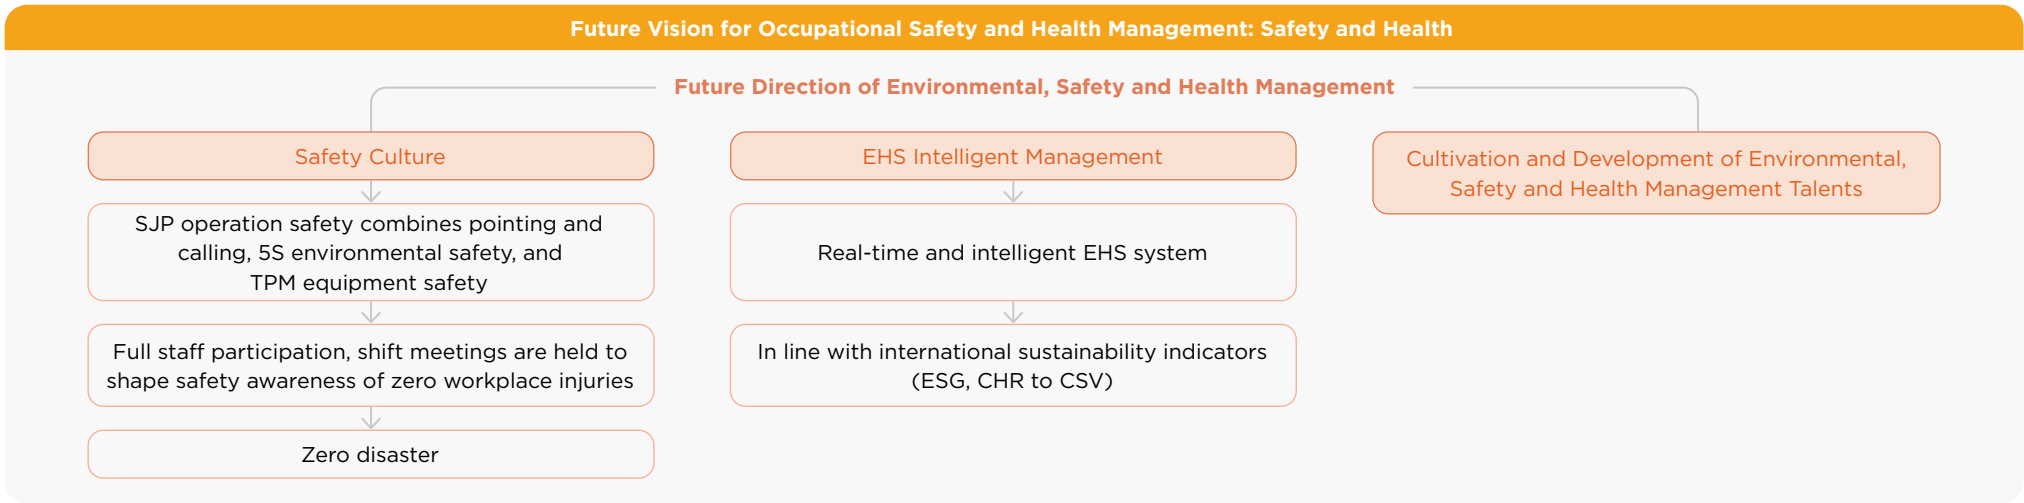 Future Vision for Occupational Safety and Health Management: Safety and Health
Future Direction of Environmental, Safety and Health Management
Safety Culture
SJP operation safety combines pointing and
calling, 5S environmental safety, and
TPM equipment safety
Full staff participation, shift meetings are held to
shape safety awareness of zero workplace injuries
Zero disaster
EHS Intelligent Management
Real-time and intelligent EHS system
In line with international sustainability indicators
(ESG, CHR to CSV)
Cultivation and Development of Environmental,
Safety and Health Management Talents